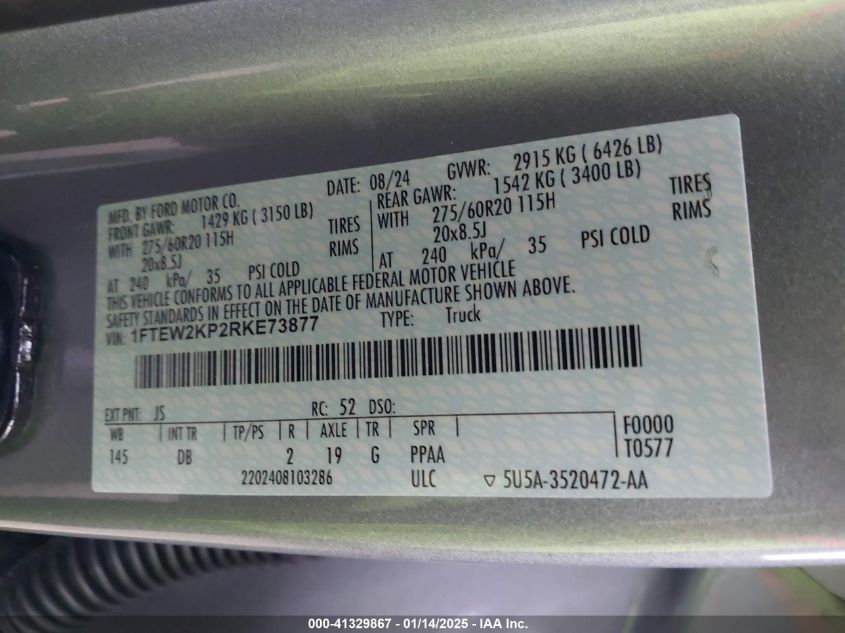 MFD. BY FORD MOTOR CO.
DATE: 08/24 GVWR: 2915 KG ( 6426 LB)
FRONT GAWR: 1429 KG ( 3150 LB)
WITH 275/60R20 115H TIRES
20x8.5J RIMS
AT 240 kPa/ 35 PSI COLD
REAR GAWR: 1542 KG ( 3400 LB)
WITH 275/60R20 115H TIRES
20x8.5J RIMS
AT 240 kPa/ 35 PSI COLD
THIS VEHICLE CONFORMS TO ALL APPLICABLE FEDERAL MOTOR VEHICLE
SAFETY STANDARDS IN EFFECT ON THE DATE OF MANUFACTURE SHOWN ABOVE.
VIN: 1FTEW2KP2RKE73877 TYPE: Truck
EXT PNT: JS RC: 52 DSO:
WB INT TR TP/PS R AXLE TR SPR F0000
145 DB 2 19 G PPAA T0577
2202408103286 ULC ▽ 5U5A-3520472-AA
000-41329867 - 01/14/2025 - IAA Inc.